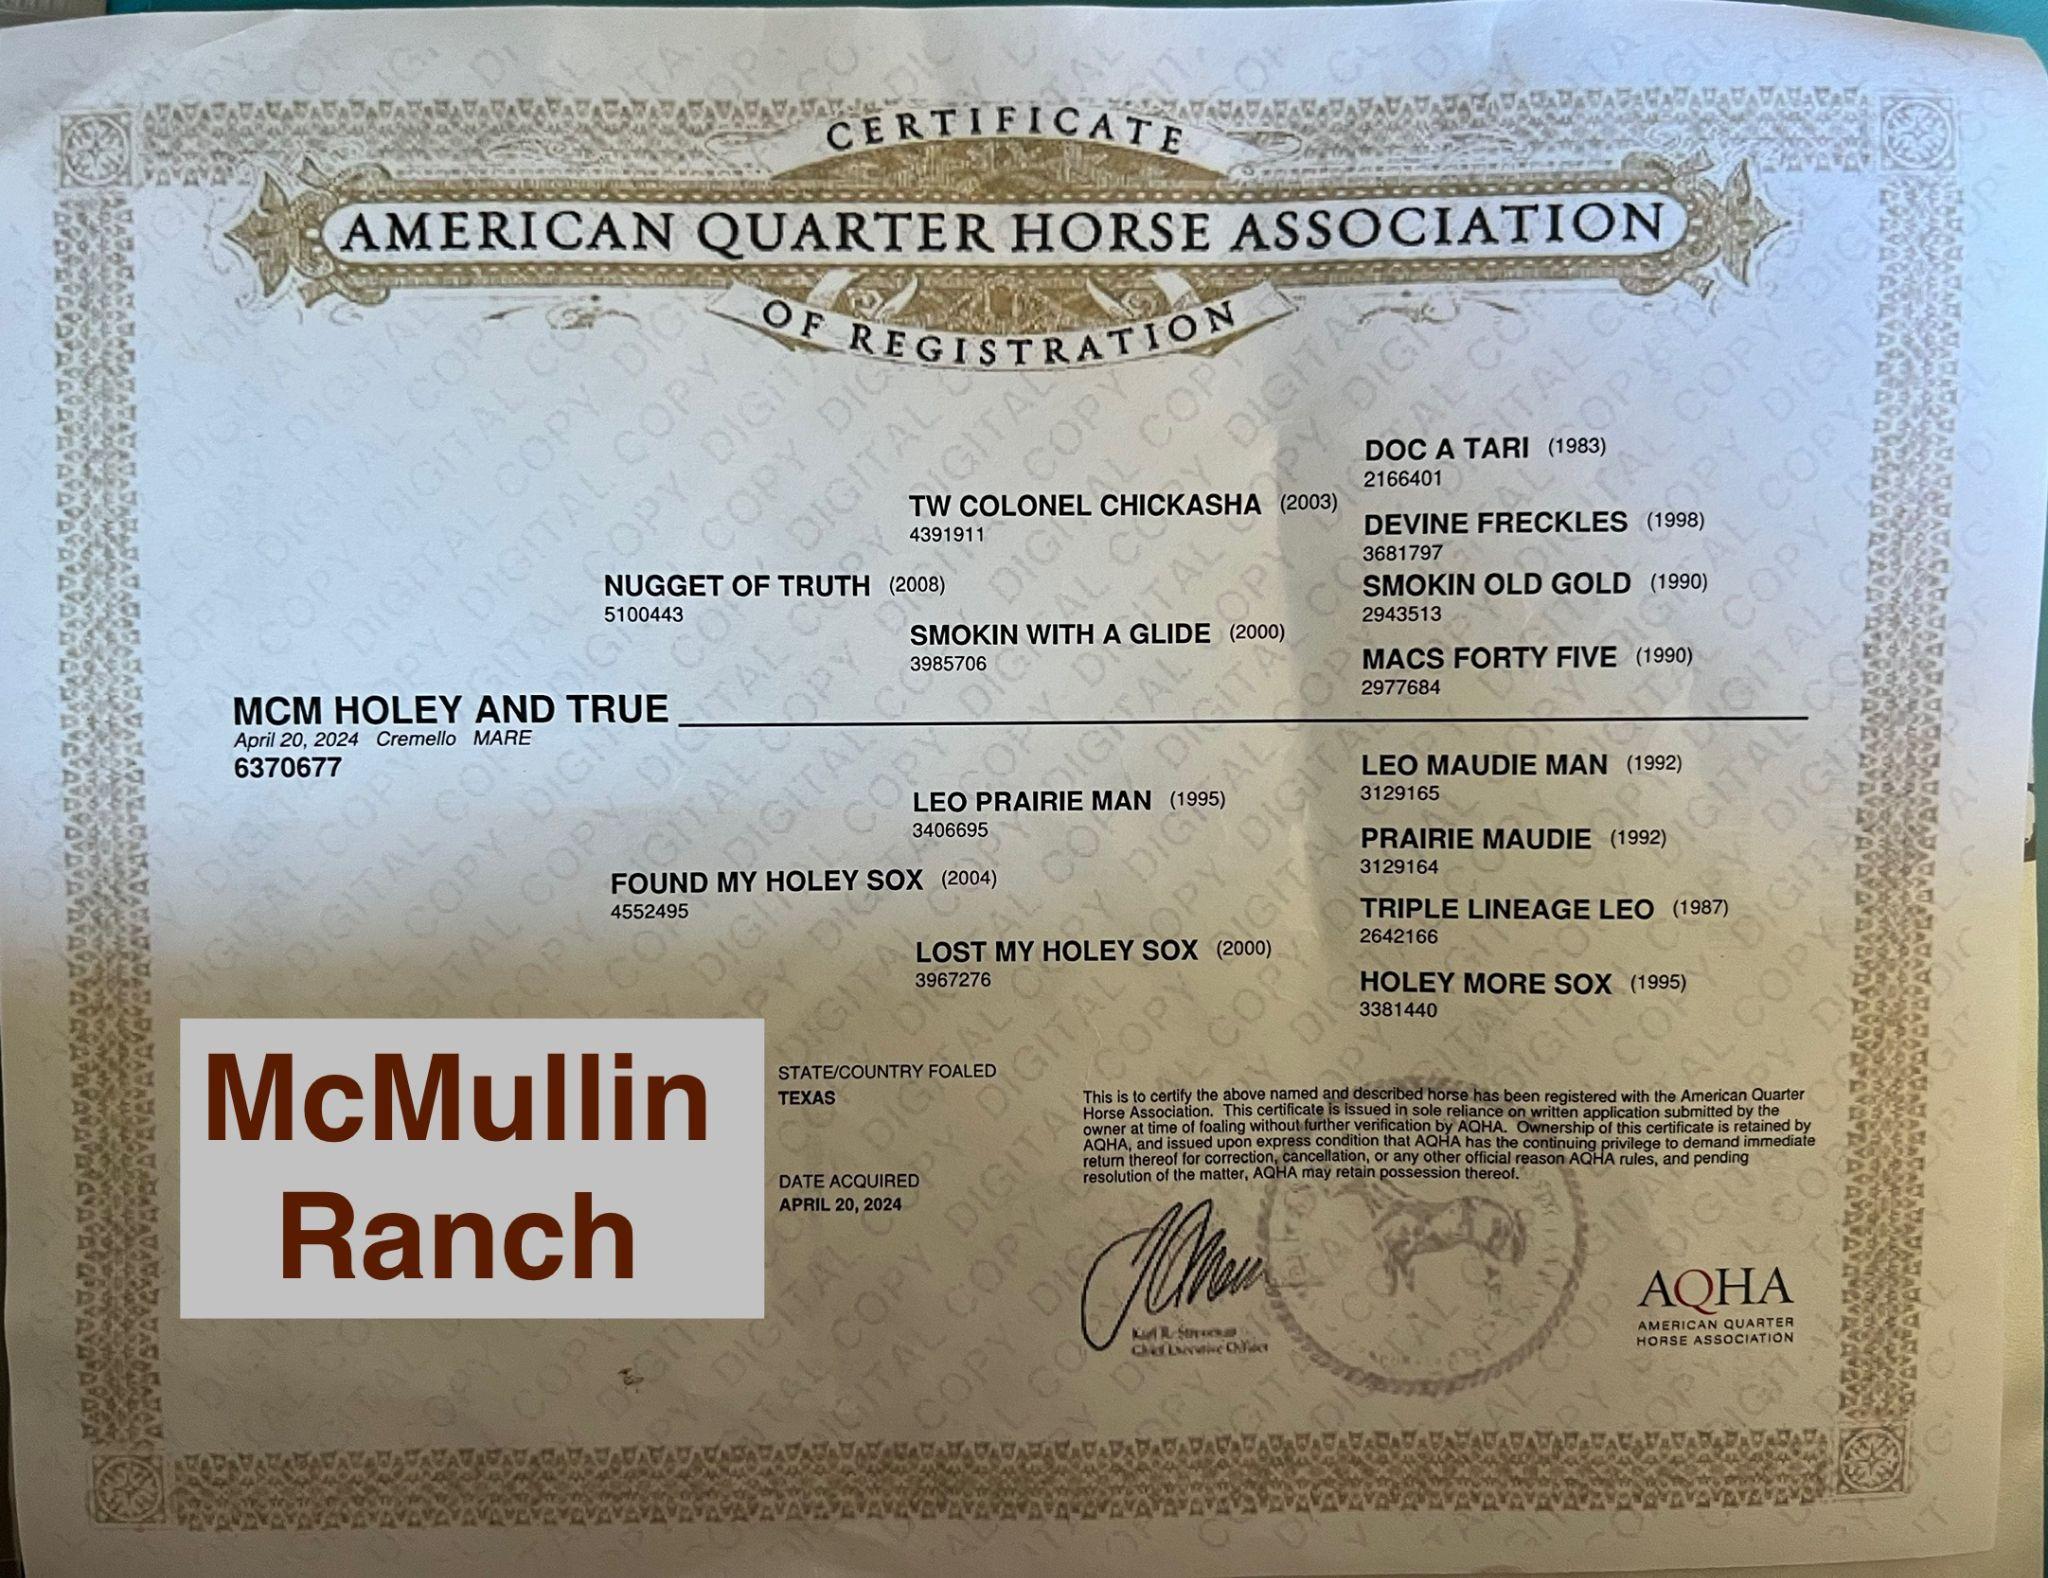 CERTIFICATE
AMERICAN QUARTER HORSE ASSOCIATION
OF REGISTRATION
DOC A TARI (1983)
2166401
TW COLONEL CHICKASHA (2003)
4391911
DEVINE FRECKLES (1998)
3681797
NUGGET OF TRUTH (2008)
5100443
SMOKIN OLD GOLD (1990)
2943513
SMOKIN WITH A GLIDE (2000)
3985706
MACS FORTY FIVE (1990)
2977684
MCM HOLEY AND TRUE
April 20, 2024 Cremello MARE
6370677
LEO MAUDIE MAN (1992)
3129165
LEO PRAIRIE MAN (1995)
3406695
PRAIRIE MAUDIE (1992)
3129164
FOUND MY HOLEY SOX (2004)
4552495
TRIPLE LINEAGE LEO (1987)
2642166
LOST MY HOLEY SOX (2000)
3967276
HOLEY MORE SOX (1995)
3381440
McMullin
Ranch
STATE/COUNTRY FOALED
TEXAS
DATE ACQUIRED
APRIL 20, 2024
This is to certify the above named and described horse has been registered with the American Quarter
Horse Association. This certificate is issued in sole reliance on written application submitted by the
owner at time of foaling without further verification by AQHA. Ownership of this certificate is retained by
AQHA, and issued upon express condition that AQHA has the continuing privilege to demand immediate
return thereof for correction, cancellation, or any other official reason AQHA rules, and pending
resolution of the matter, AQHA may retain possession thereof.
Chief Executive Officer
AQHA
AMERICAN QUARTER
HORSE ASSOCIATION
DIGITAL COPY